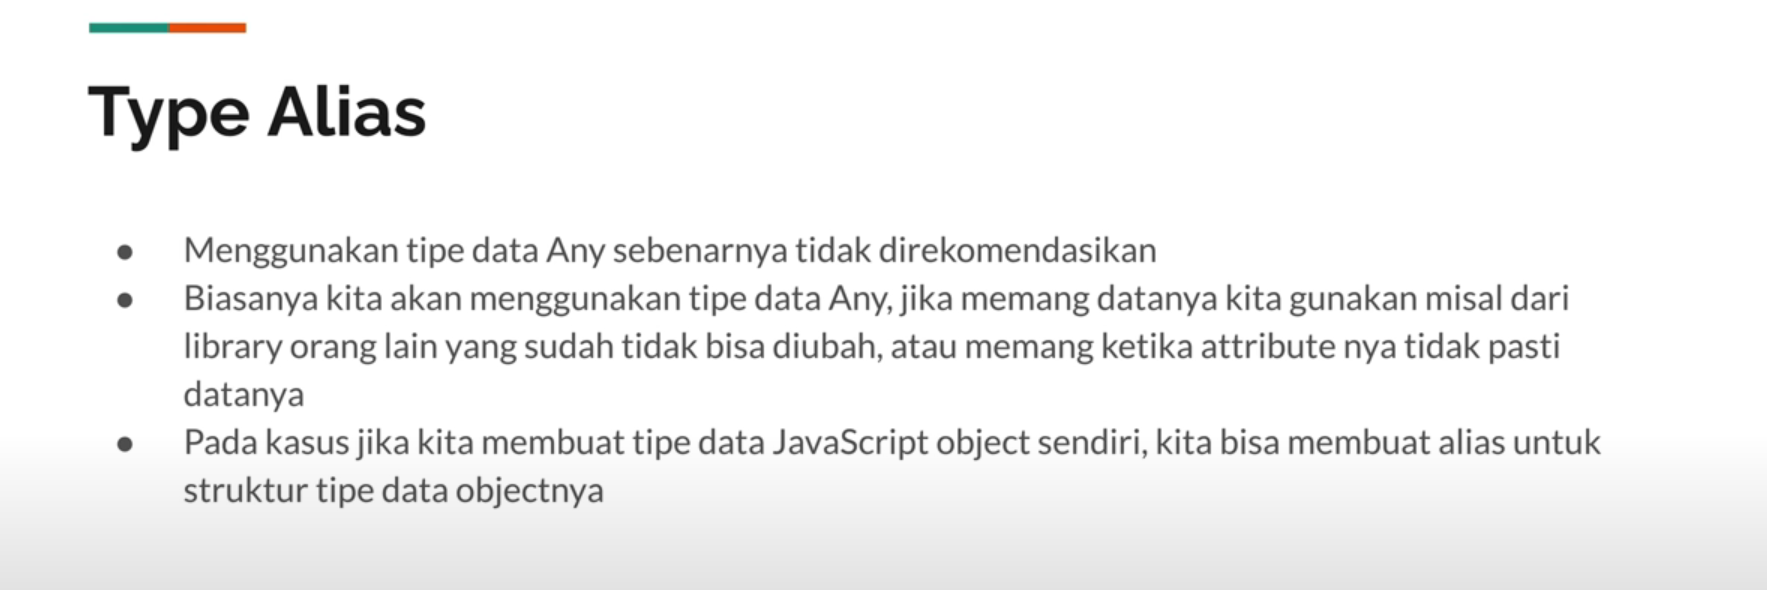 Type Alias
● Menggunakan tipe data Any sebenarnya tidak direkomendasikan
● Biasanya kita akan menggunakan tipe data Any, jika memang datanya kita gunakan misal dari
library orang lain yang sudah tidak bisa diubah, atau memang ketika attribute nya tidak pasti
datanya
● Pada kasus jika kita membuat tipe data JavaScript object sendiri, kita bisa membuat alias untuk
struktur tipe data objectnya